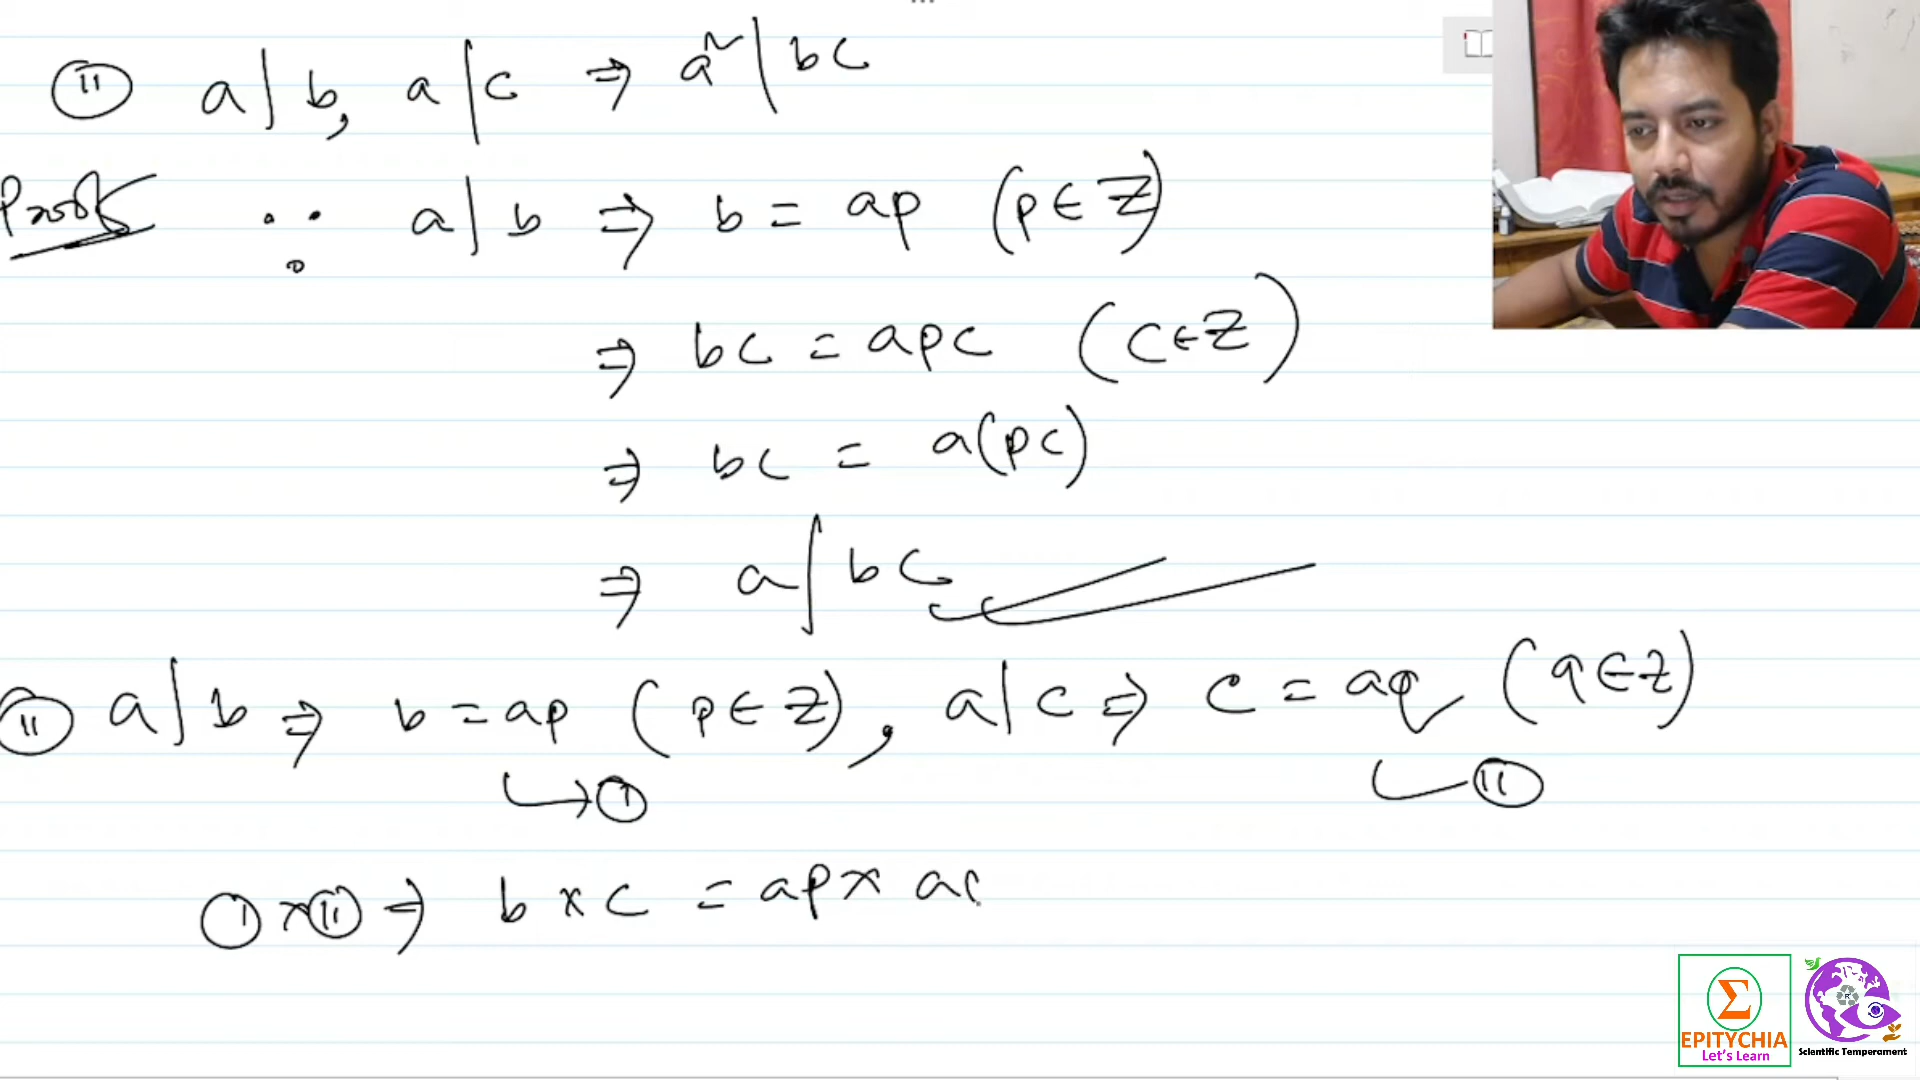 (II) a | b, a | c ⇒ a² | bc
Proof ∵ a | b ⇒ b = ap (p ∈ Z)
⇒ bc = apc (c ∈ Z)
⇒ bc = a(pc)
⇒ a | bc
(II) a | b ⇒ b = ap (p ∈ Z), a | c ⇒ c = aq (q ∈ Z)
↳ (I) (II)
(I) × (II) ⇒ b × c = ap × aq
Σ
EPITYCHIA
Let's Learn
Scientific Temperament